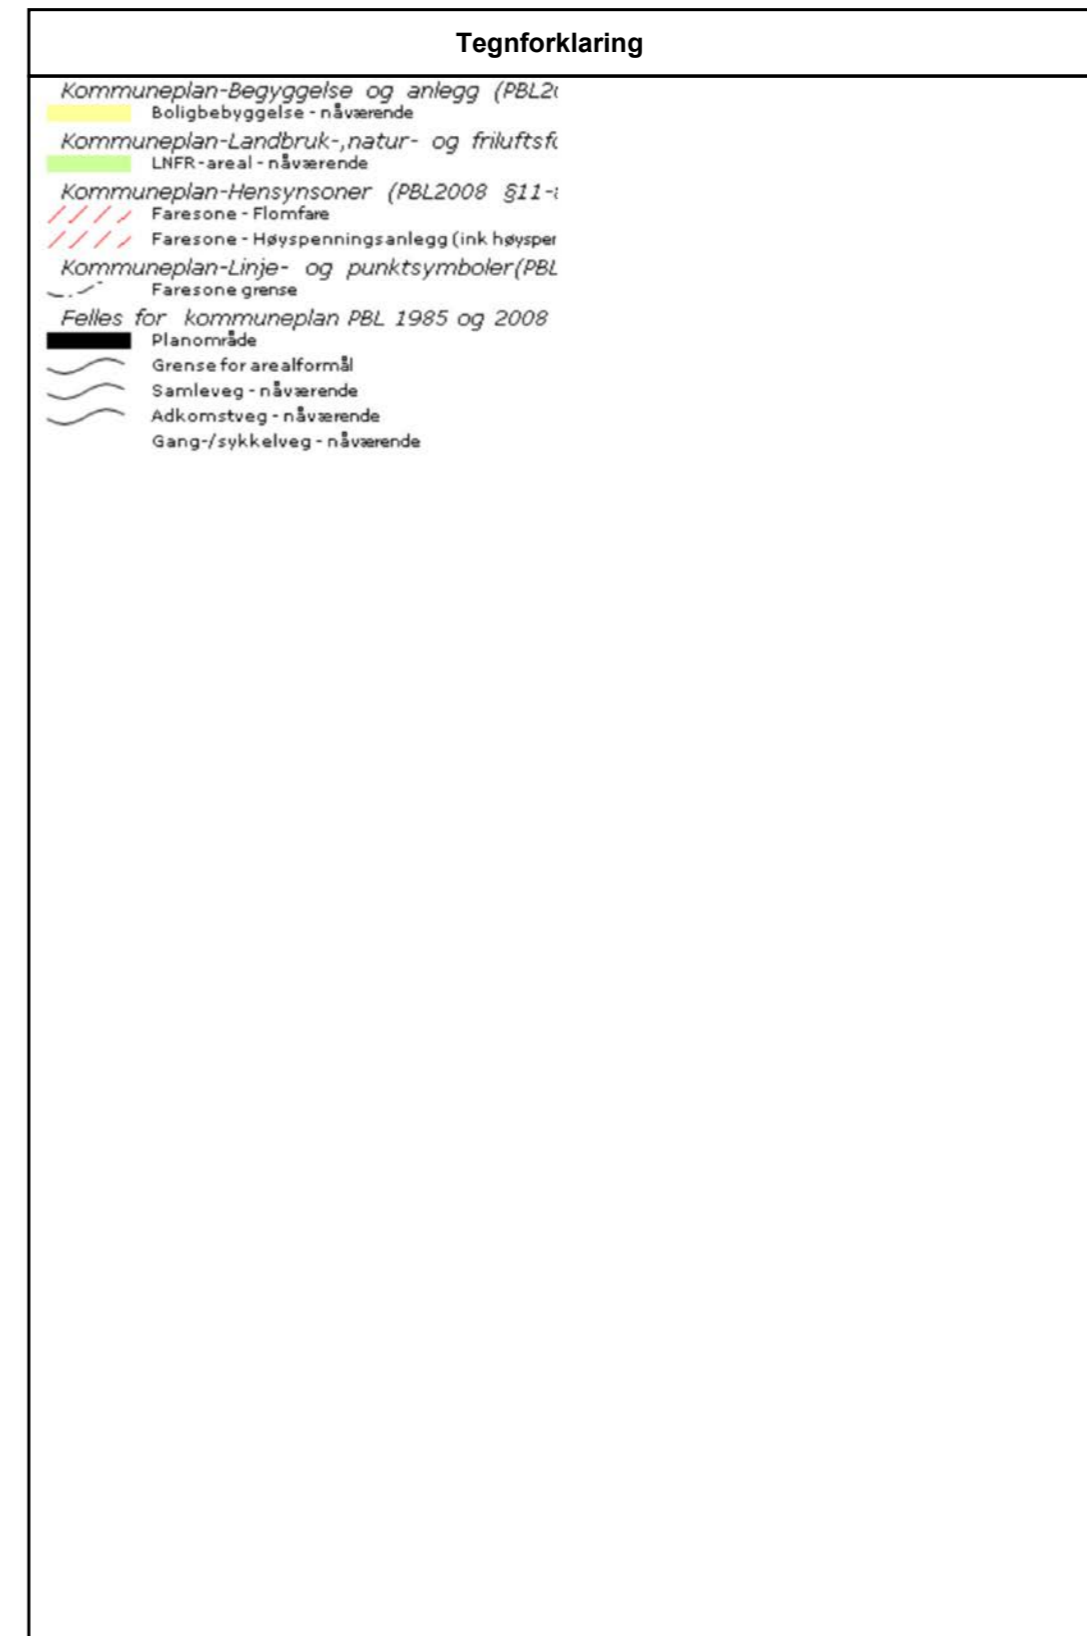 Tegnforklaring
Kommuneplan-Begyggelse og anlegg (PBL2
Boligbebyggelse - nåværende
Kommuneplan-Landbruk-,natur- og friluftsf
LNFR-areal - nåværende
Kommuneplan-Hensynsoner (PBL2008 §11-
Faresone - Flomfare
Faresone - Høyspenningsanlegg (ink høyspe
Kommuneplan-Linje- og punktsymboler(PBL
Faresone grense
Felles for kommuneplan PBL 1985 og 2008
Planområde
Grense for arealformål
Samleveg - nåværende
Adkomstveg - nåværende
Gang-/sykkelveg - nåværende